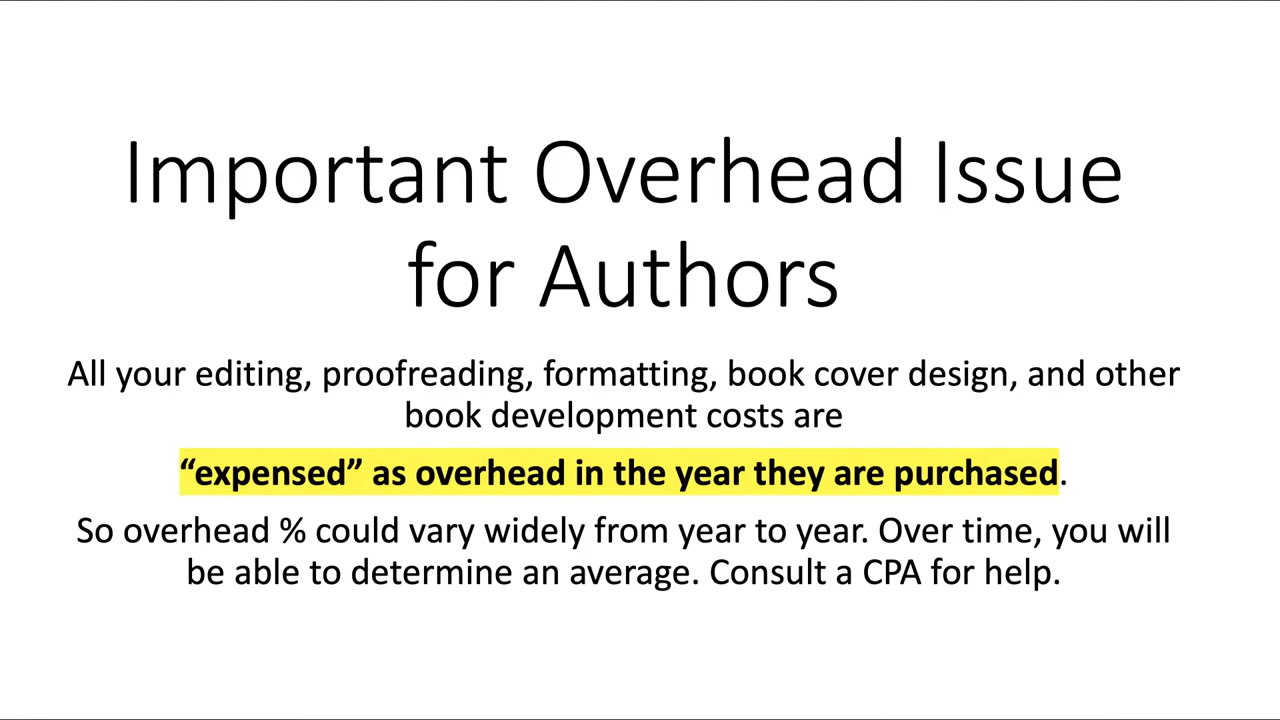 Important Overhead Issue
for Authors
All your editing, proofreading, formatting, book cover design, and other
book development costs are
“expensed” as overhead in the year they are purchased.
So overhead % could vary widely from year to year. Over time, you will
be able to determine an average. Consult a CPA for help.